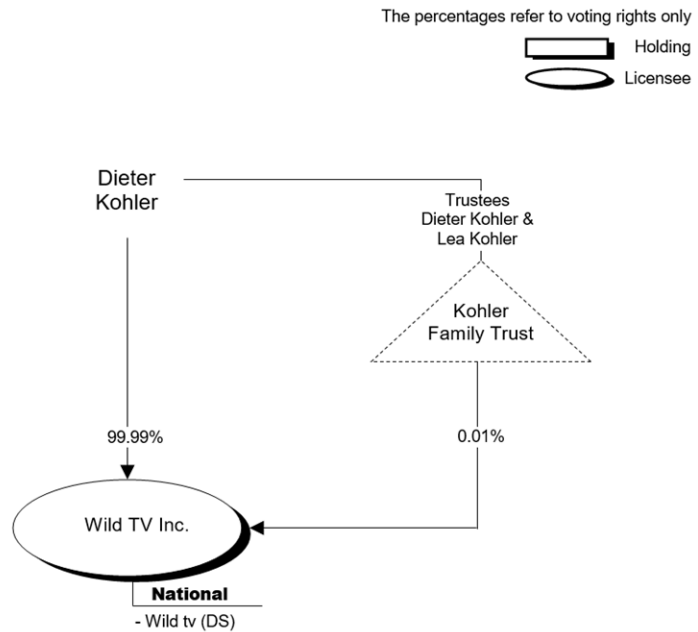 The percentages refer to voting rights only
Holding
Licensee
Dieter
Kohler
Trustees
Dieter Kohler &
Lea Kohler
Kohler
Family Trust
99.99%
0.01%
Wild TV Inc.
National
- Wild tv (DS)